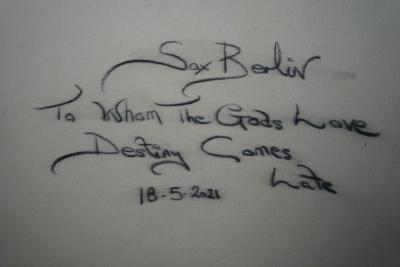 Sax Berlin
To Whom The Gods Love
Destiny Comes
Late
18.5.2021